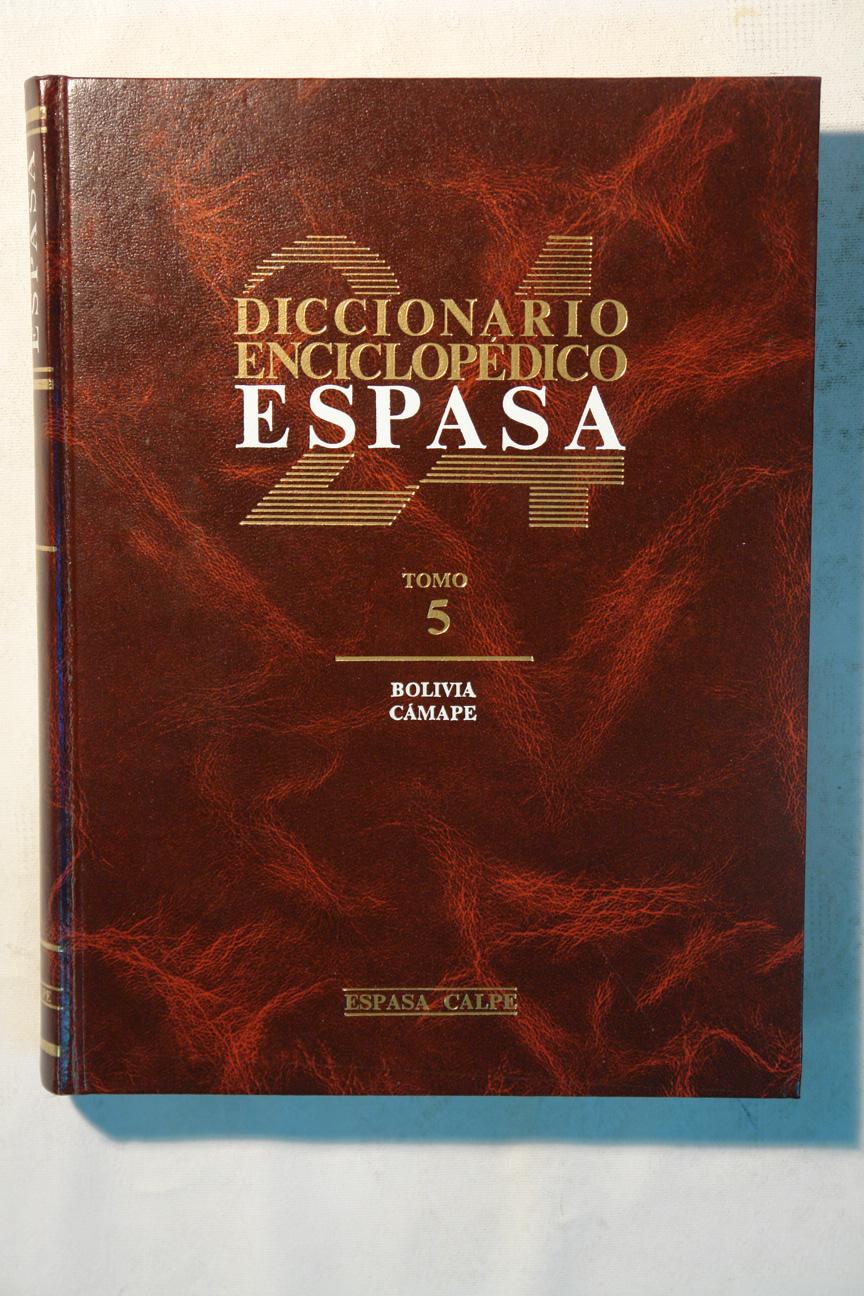 24
DICCIONARIO
ENCICLOPÉDICO
ESPASA
TOMO
5
BOLIVIA
CÁMAPE
ESPASA CALPE
ESPASA